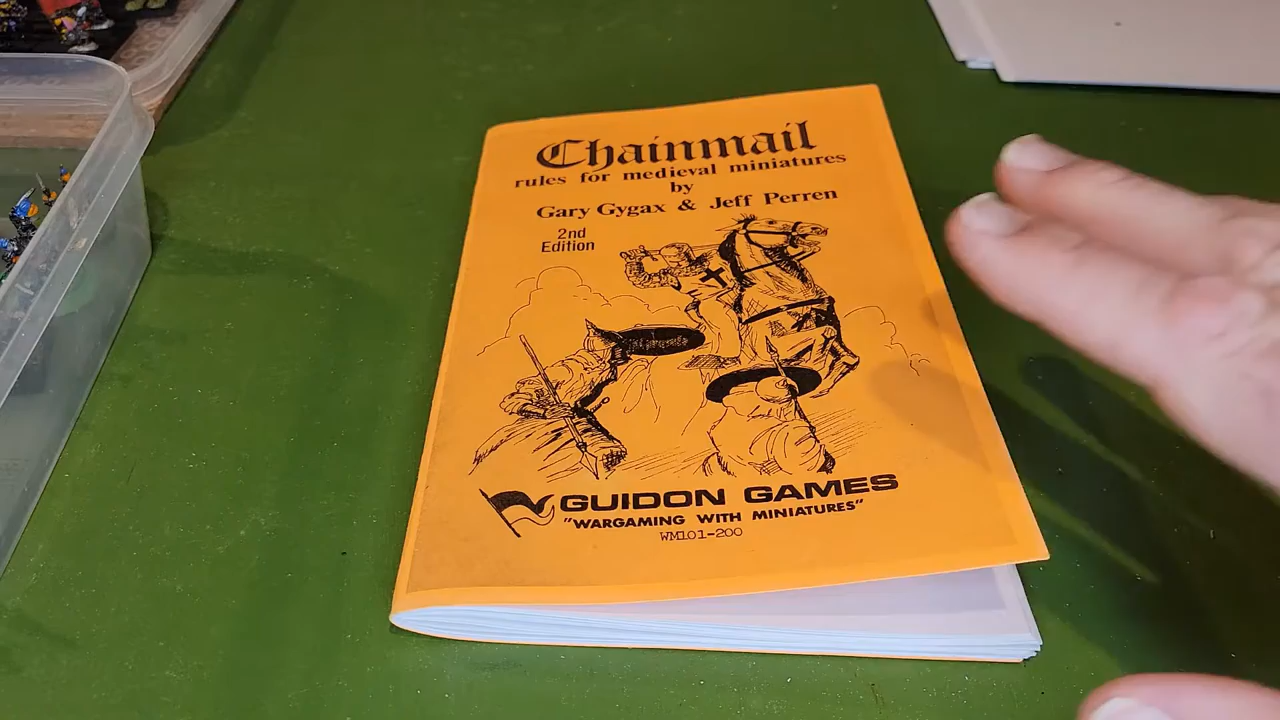 Chainmail
rules for medieval miniatures
by
Gary Gygax & Jeff Perren
2nd
Edition
GUIDON GAMES
"WARGAMING WITH MINIATURES"
WM101-200